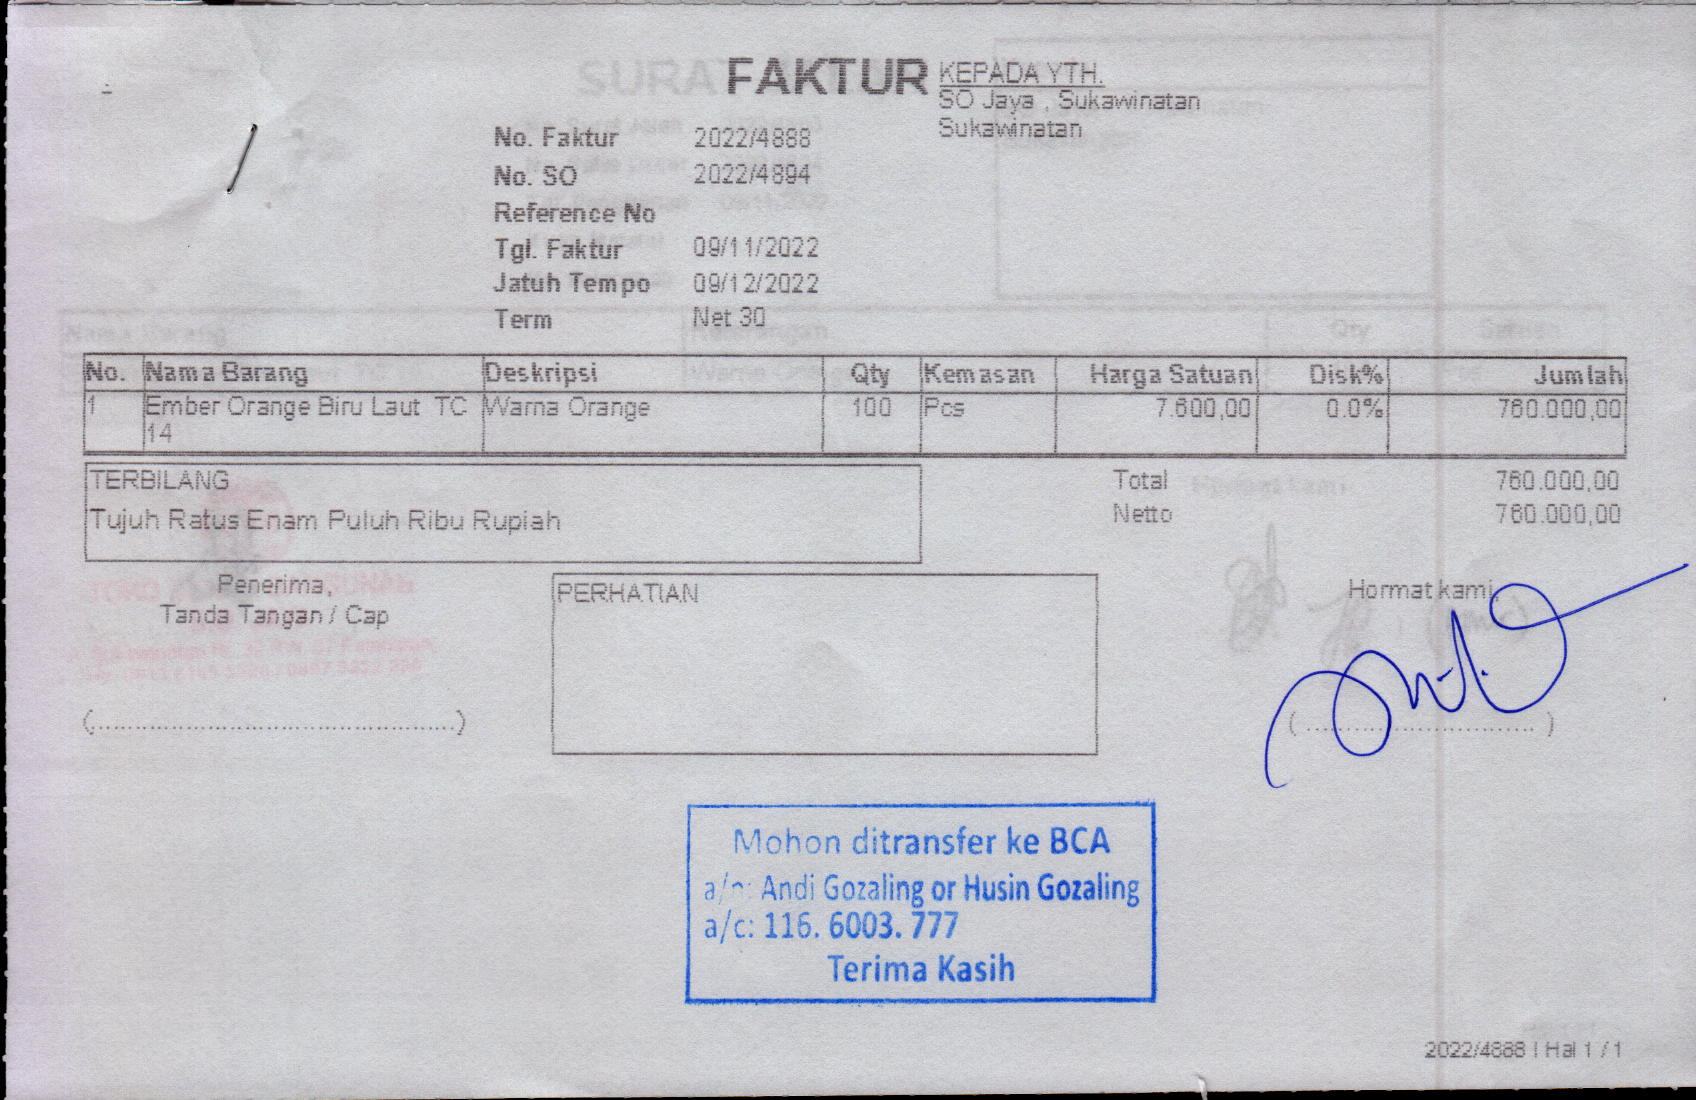 FAKTUR
KEPADA YTH.
SO Jaya , Sukawinatan
Sukawinatan
No. Faktur 2022/4888
No. SO 2022/4894
Reference No
Tgl. Faktur 09/11/2022
Jatuh Tempo 09/12/2022
Term Net 30
No. Nama Barang Deskripsi Qty Kemasan Harga Satuan Disk% Jumlah
1 Ember Orange Biru Laut TC Warna Orange 100 Pcs 7.600,00 0.0% 760.000,00
14
TERBILANG
Tujuh Ratus Enam Puluh Ribu Rupiah
Total 760.000,00
Netto 760.000,00
Penerima,
Tanda Tangan / Cap
(....................................................)
PERHATIAN
Hormat kami,
( ................................. )
Mohon ditransfer ke BCA
a/n: Andi Gozaling or Husin Gozaling
a/c: 116. 6003. 777
Terima Kasih
2022/4888 | Hal 1 / 1